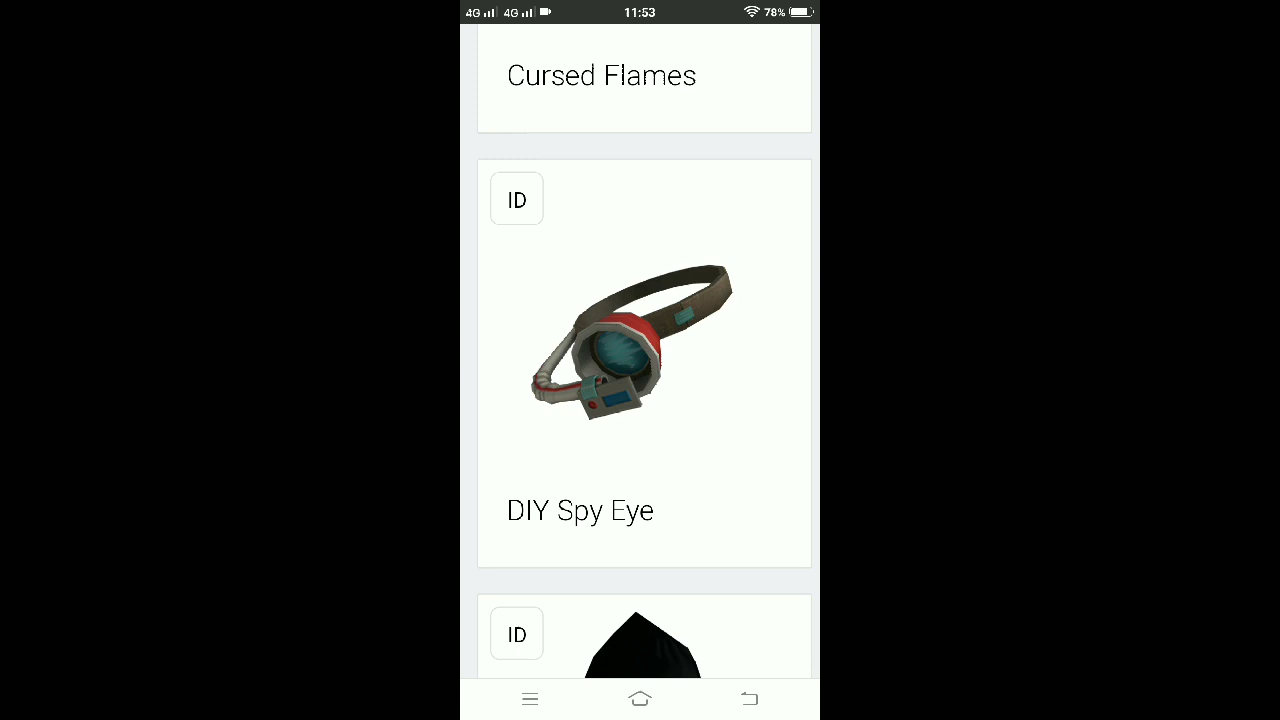 4G 4G 11:53 78%
Cursed Flames
ID
DIY Spy Eye
ID